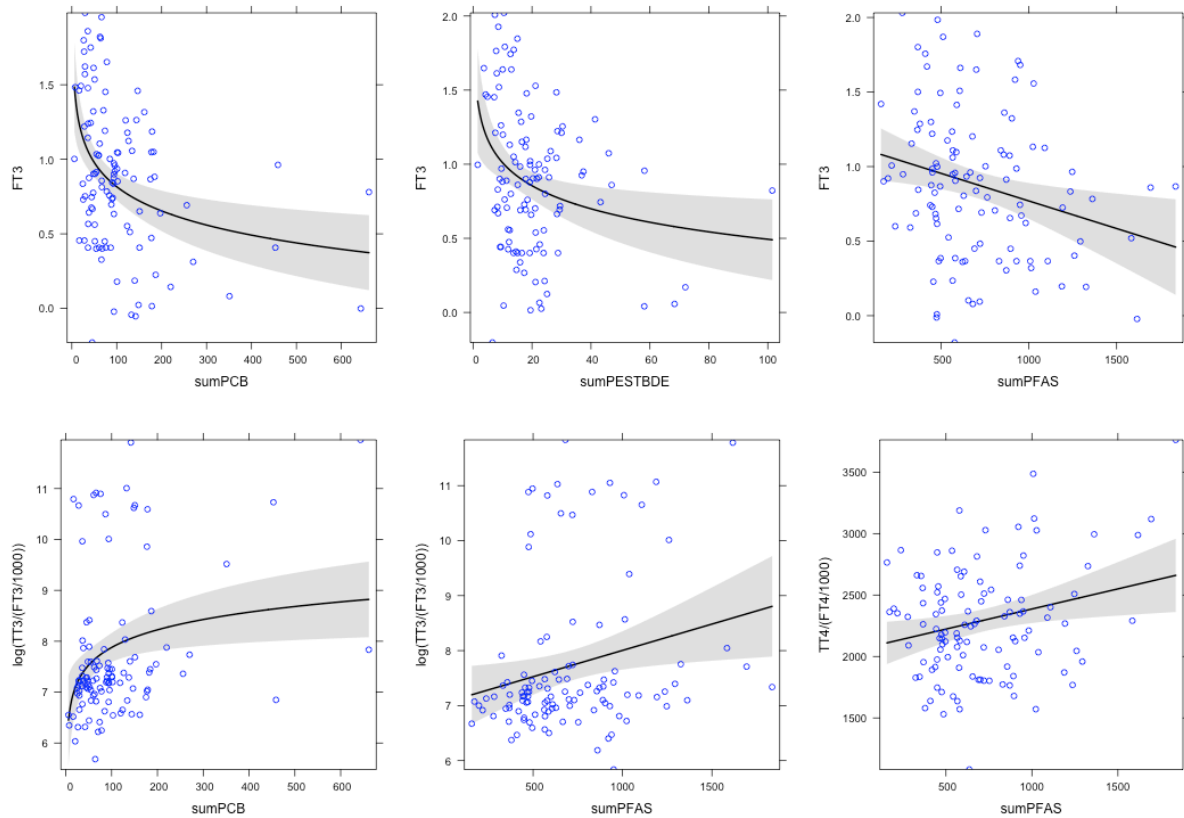 2.0
2.0
1.5
1.5
1.5
FT3
1.0
FT3
1.0
FT3
1.0
0.5
0.5
0.5
0.0
0.0
0.0
0 100 200 300 400 500 600
0 20 40 60 80 100
500 1000 1500
sumPCB
sumPESTBDE
sumPFAS
11
11
3500
log(TT3/(FT3/1000))
10
log(TT3/(FT3/1000))
10
TT4/(FT4/1000)
3000
9
9
2500
8
8
2000
7
7
1500
6
6
0 100 200 300 400 500 600
500 1000 1500
500 1000 1500
sumPCB
sumPFAS
sumPFAS